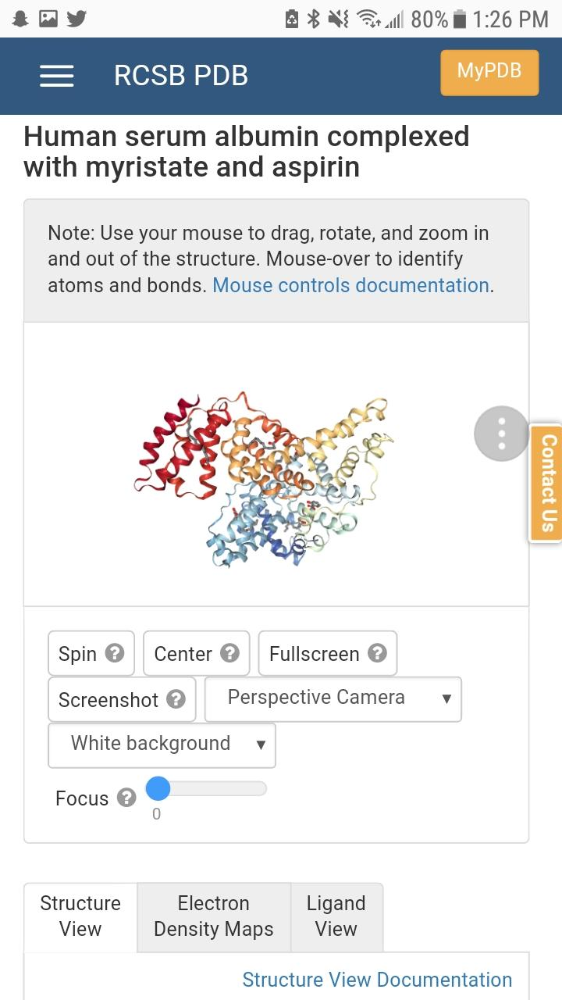 80% 1:26 PM
RCSB PDB
MyPDB
Human serum albumin complexed
with myristate and aspirin
Note: Use your mouse to drag, rotate, and zoom in
and out of the structure. Mouse-over to identify
atoms and bonds. Mouse controls documentation.
Contact Us
Spin ? Center ? Fullscreen ?
Screenshot ? Perspective Camera ▼
White background ▼
Focus ?
0
Structure
View
Electron
Density Maps
Ligand
View
Structure View Documentation